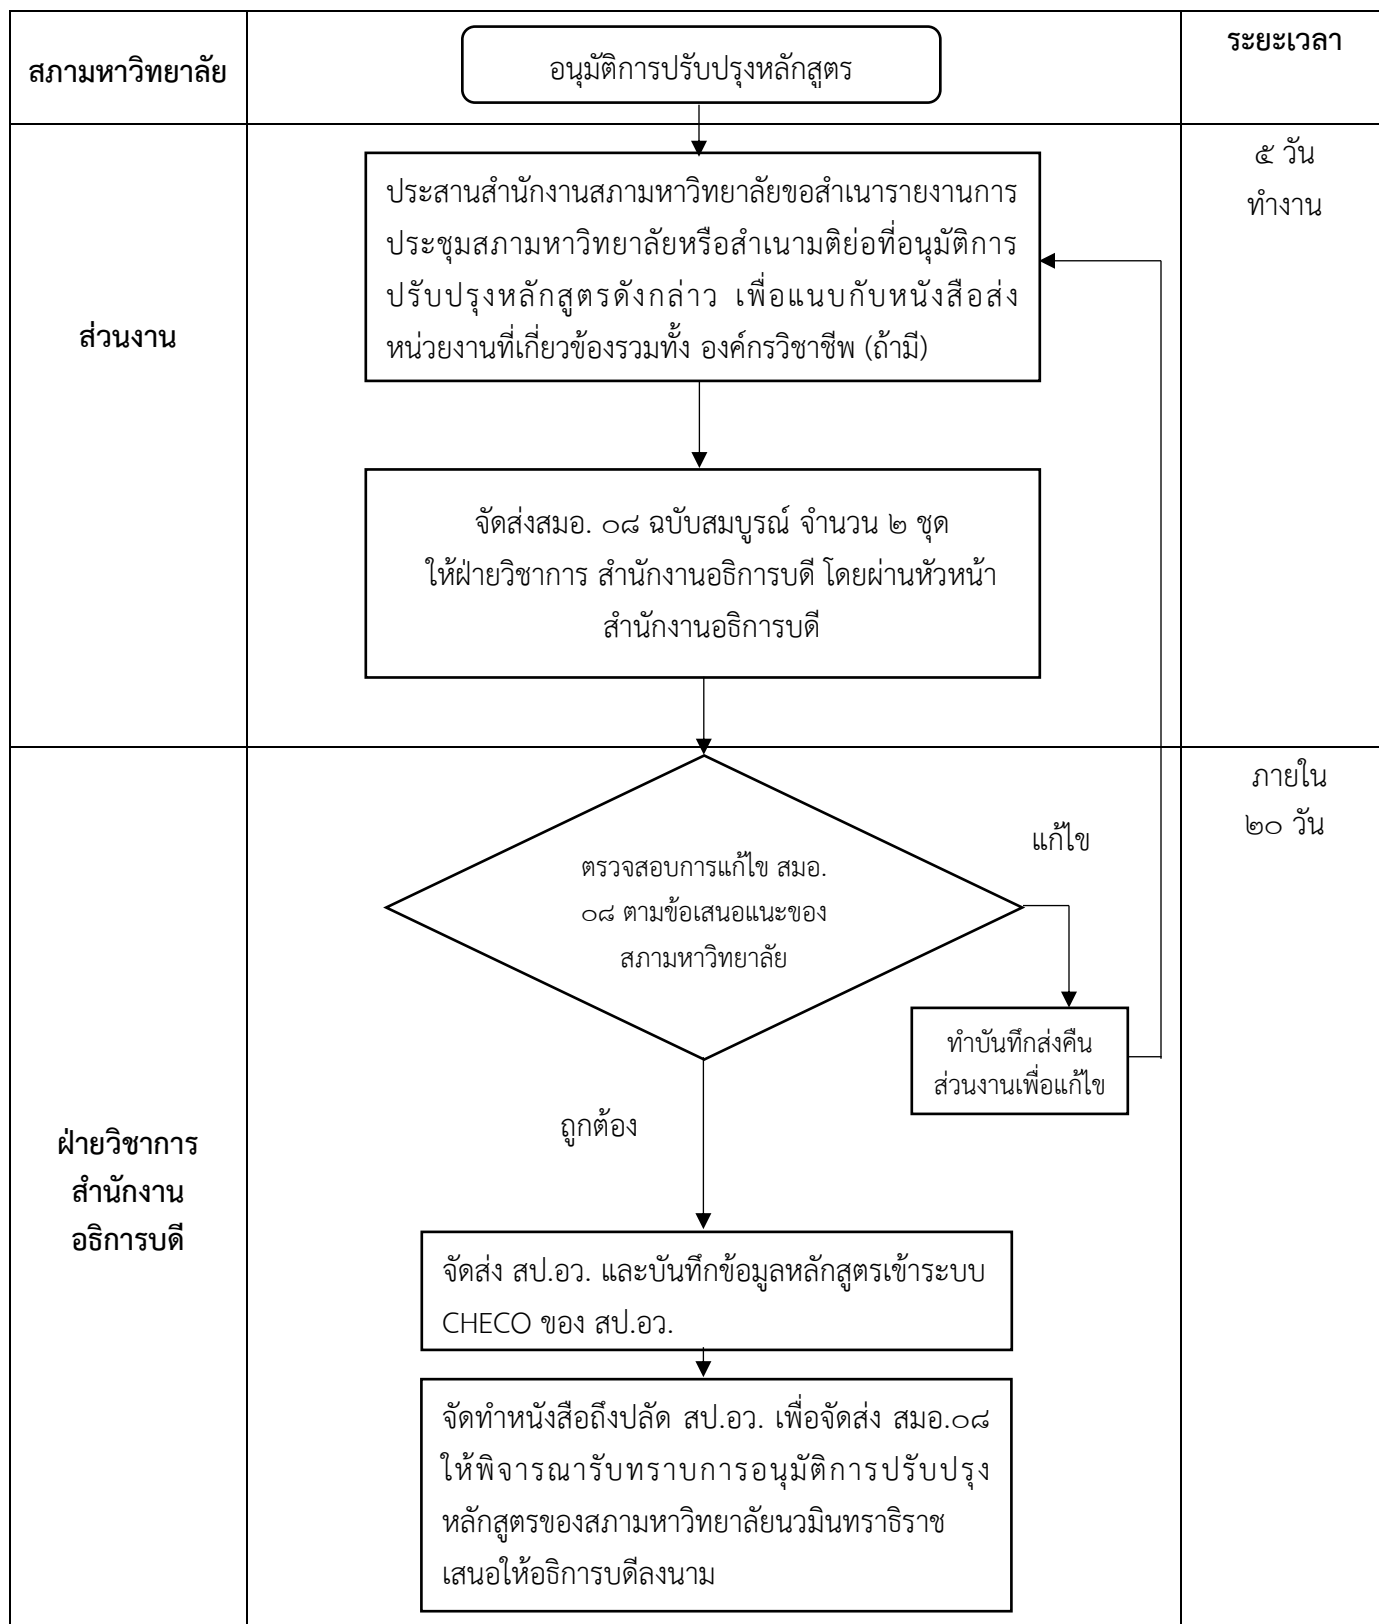 สภามหาวิทยาลัย
อนุมัติการปรับปรุงหลักสูตร
ระยะเวลา
ส่วนงาน
ประสานสำนักงานสภามหาวิทยาลัยขอสำเนารายงานการ
ประชุมสภามหาวิทยาลัยหรือสำเนามติย่อที่อนุมัติการ
ปรับปรุงหลักสูตรดังกล่าว เพื่อแนบกับหนังสือส่ง
หน่วยงานที่เกี่ยวข้องรวมทั้ง องค์กรวิชาชีพ (ถ้ามี)
๕ วัน
ทำงาน
จัดส่งสมอ. ๐๘ ฉบับสมบูรณ์ จำนวน ๒ ชุด
ให้ฝ่ายวิชาการ สำนักงานอธิการบดี โดยผ่านหัวหน้า
สำนักงานอธิการบดี
ฝ่ายวิชาการ
สำนักงาน
อธิการบดี
ตรวจสอบการแก้ไข สมอ.
๐๘ ตามข้อเสนอแนะของ
สภามหาวิทยาลัย
แก้ไข
ภายใน
๒๐ วัน
ทำบันทึกส่งคืน
ส่วนงานเพื่อแก้ไข
ถูกต้อง
จัดส่ง สป.อว. และบันทึกข้อมูลหลักสูตรเข้าระบบ
CHECO ของ สป.อว.
จัดทำหนังสือถึงปลัด สป.อว. เพื่อจัดส่ง สมอ.๐๘
ให้พิจารณารับทราบการอนุมัติการปรับปรุง
หลักสูตรของสภามหาวิทยาลัยนวมินทราธิราช
เสนอให้อธิการบดีลงนาม